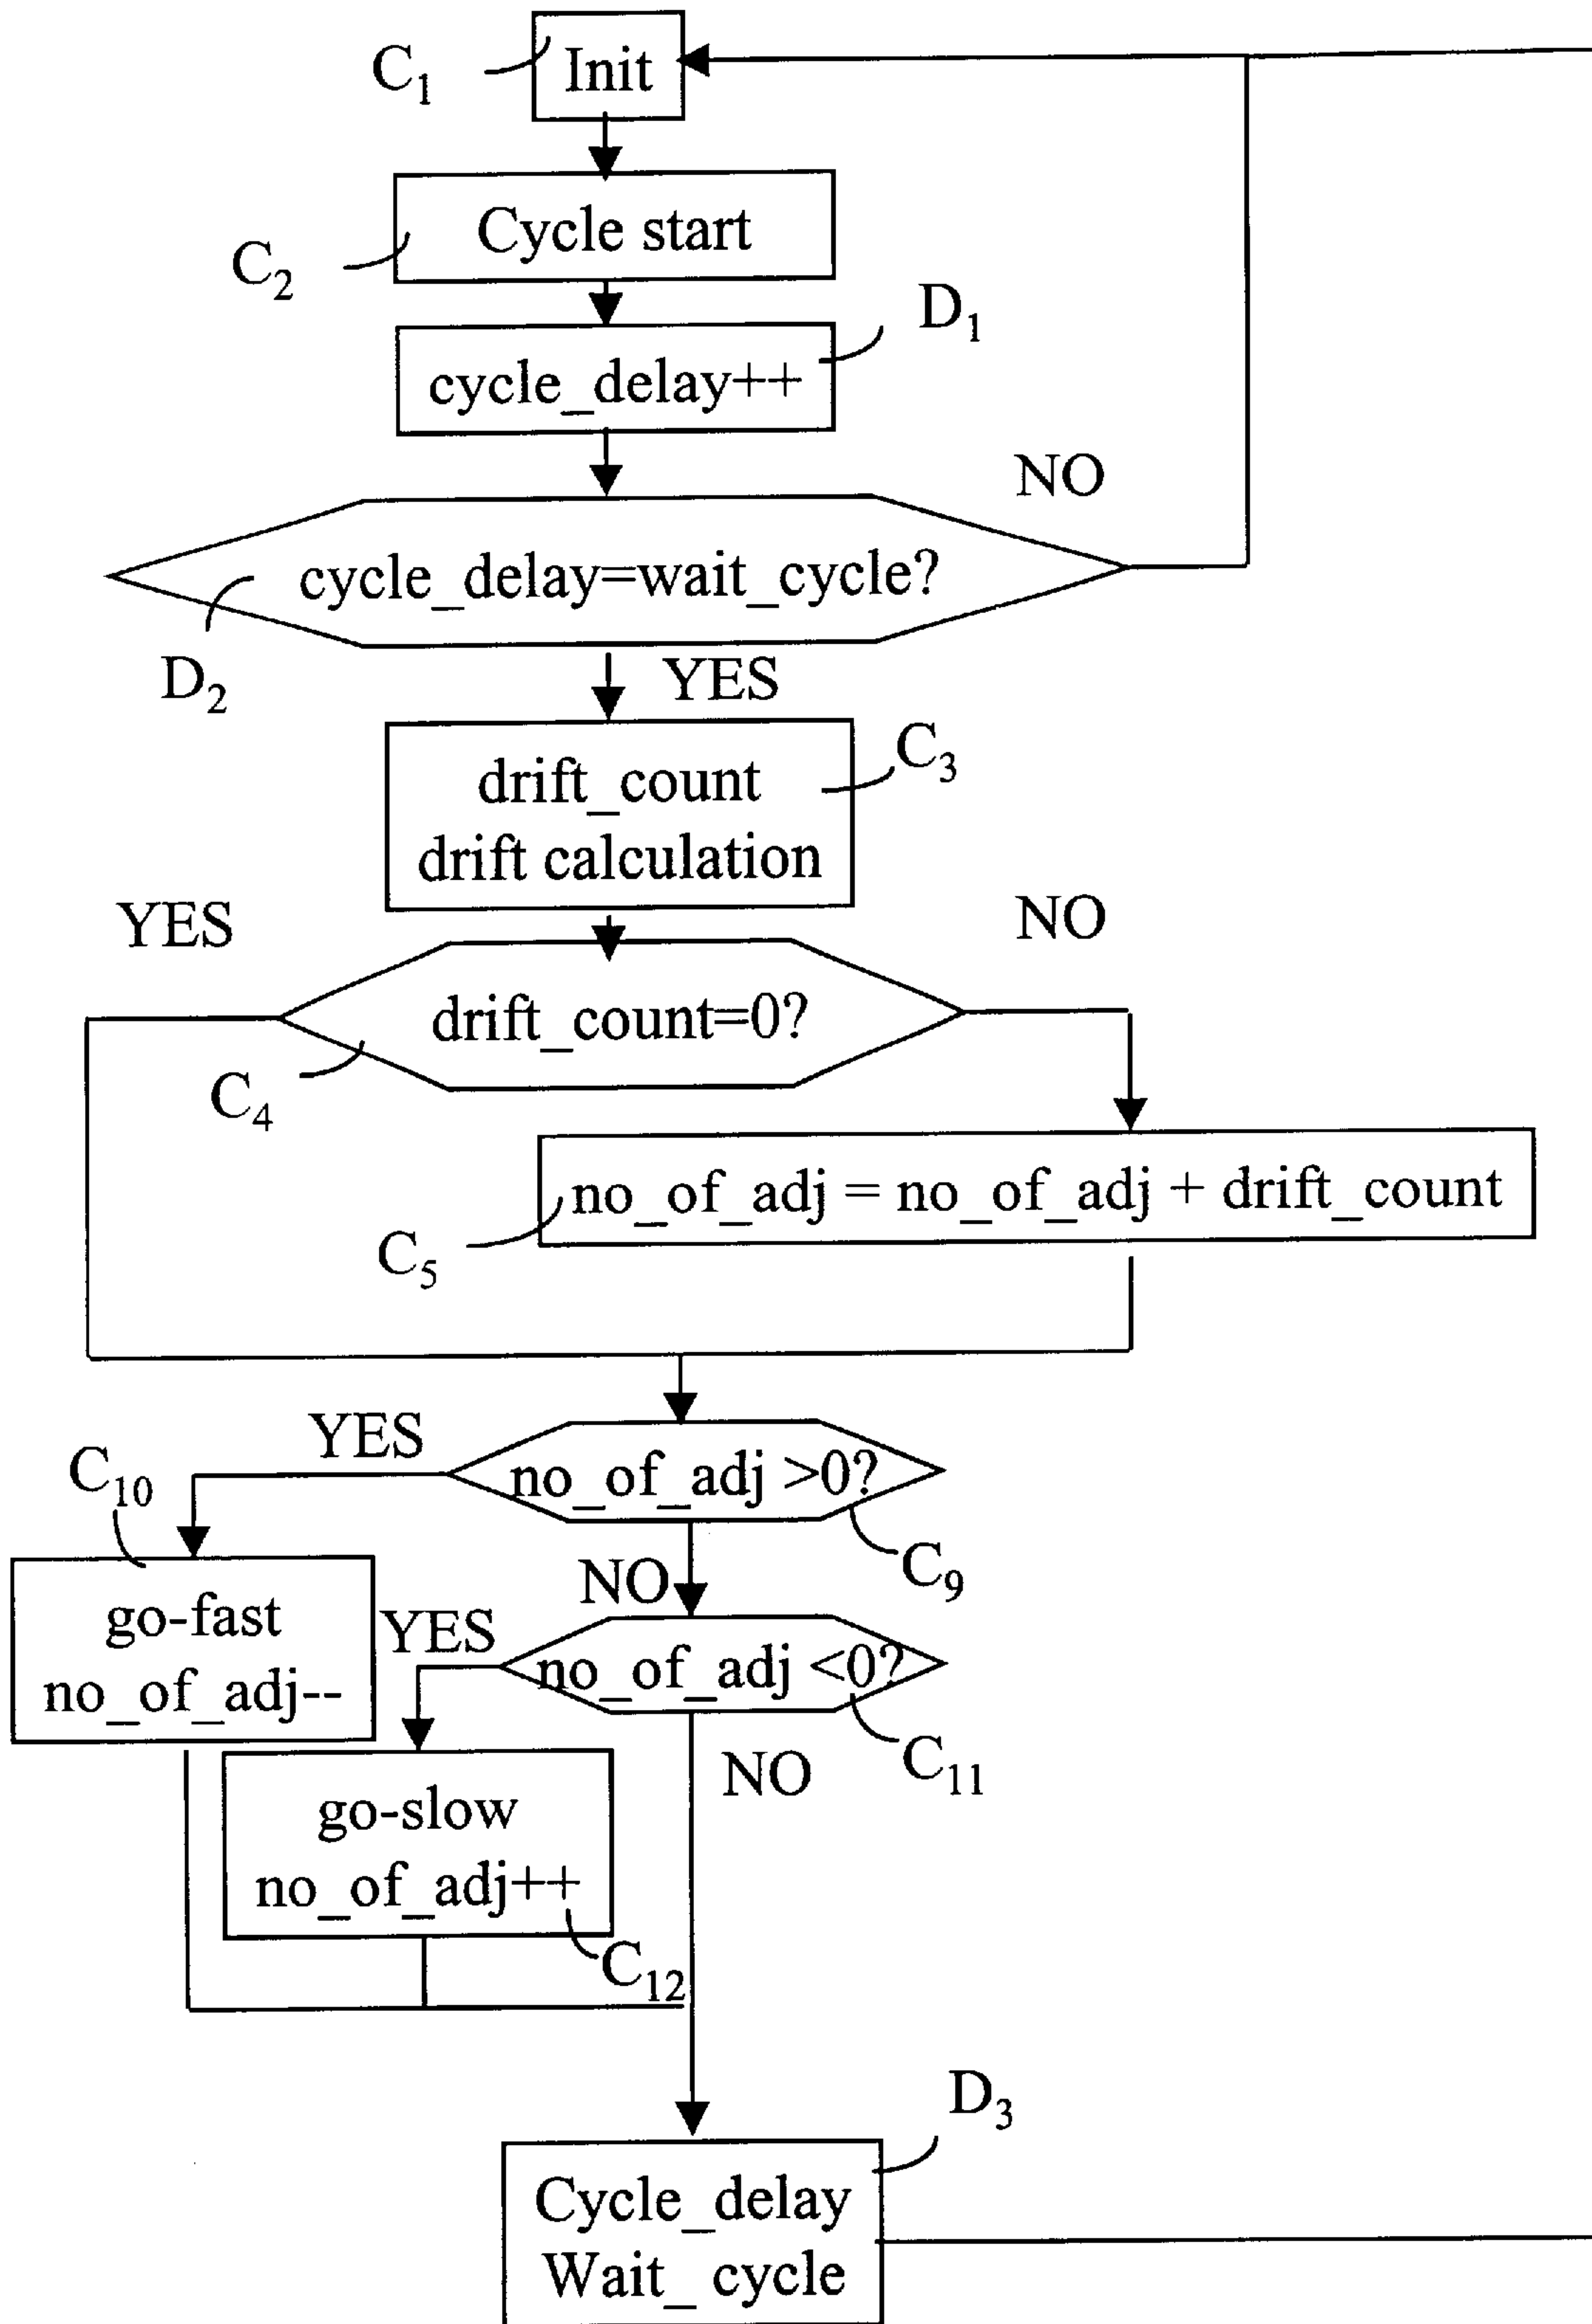 C1
Init
Cycle start
C2
D1
cycle_delay++
NO
cycle_delay=wait_cycle?
D2
YES
C3
drift_count
drift calculation
YES
NO
drift_count=0?
C4
no_of_adj = no_of_adj + drift_count
C5
YES
C10
no_of_adj >0?
C9
NO
go-fast
no_of_adj--
YES
no_of_adj <0?
C11
NO
go-slow
no_of_adj++
C12
D3
Cycle_delay
Wait_ cycle